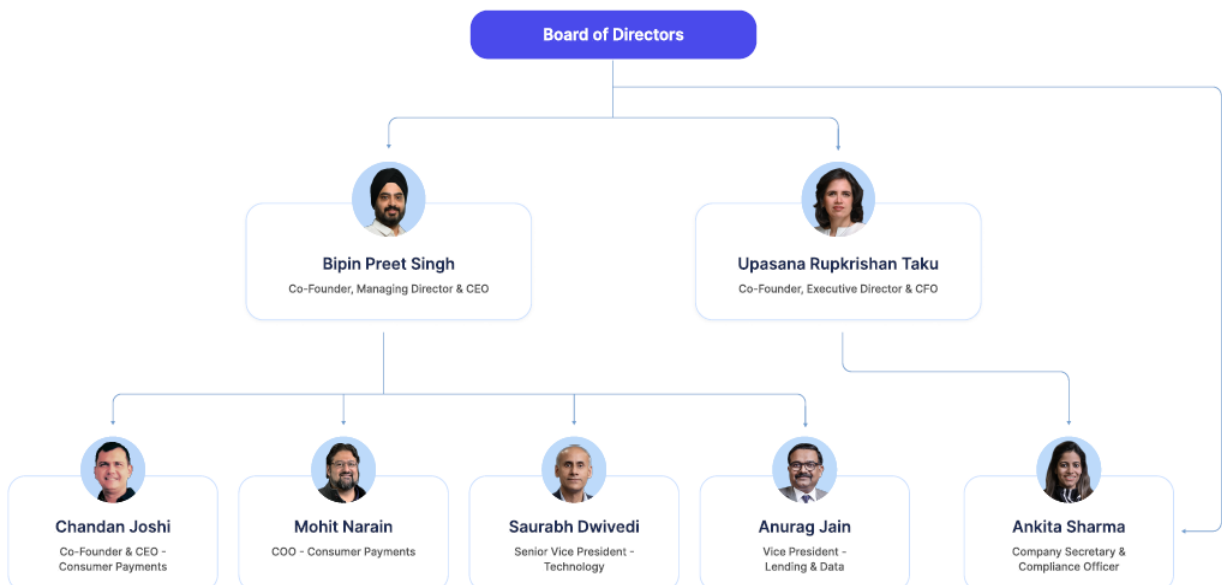 Board of Directors
Bipin Preet Singh
Co-Founder, Managing Director & CEO
Upasana Rupkrishan Taku
Co-Founder, Executive Director & CFO
Chandan Joshi
Co-Founder & CEO -
Consumer Payments
Mohit Narain
COO - Consumer Payments
Saurabh Dwivedi
Senior Vice President -
Technology
Anurag Jain
Vice President -
Lending & Data
Ankita Sharma
Company Secretary &
Compliance Officer